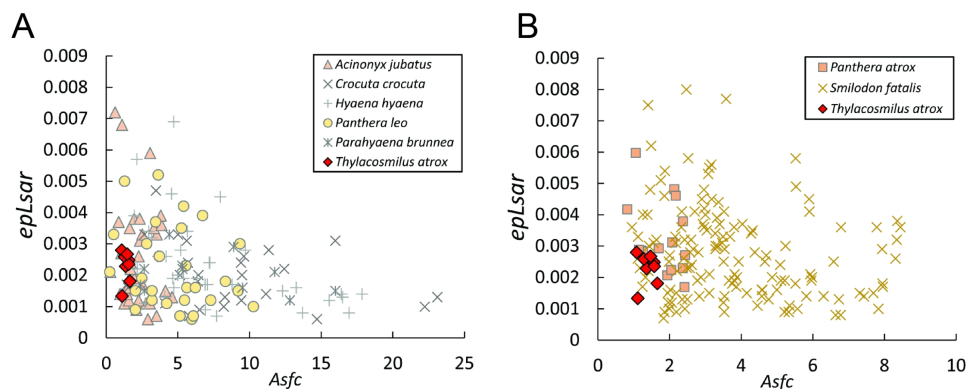 A
epLsar
0.009
0.008
0.007
0.006
0.005
0.004
0.003
0.002
0.001
0
0 5 10 15 20 25
Asfc
Acinonyx jubatus
Crocuta crocuta
Hyaena hyaena
Panthera leo
Parahyaena brunnea
Thylacosmilus atrox
B
epLsar
0.009
0.008
0.007
0.006
0.005
0.004
0.003
0.002
0.001
0
0 2 4 6 8 10
Asfc
Panthera atrox
Smilodon fatalis
Thylacosmilus atrox